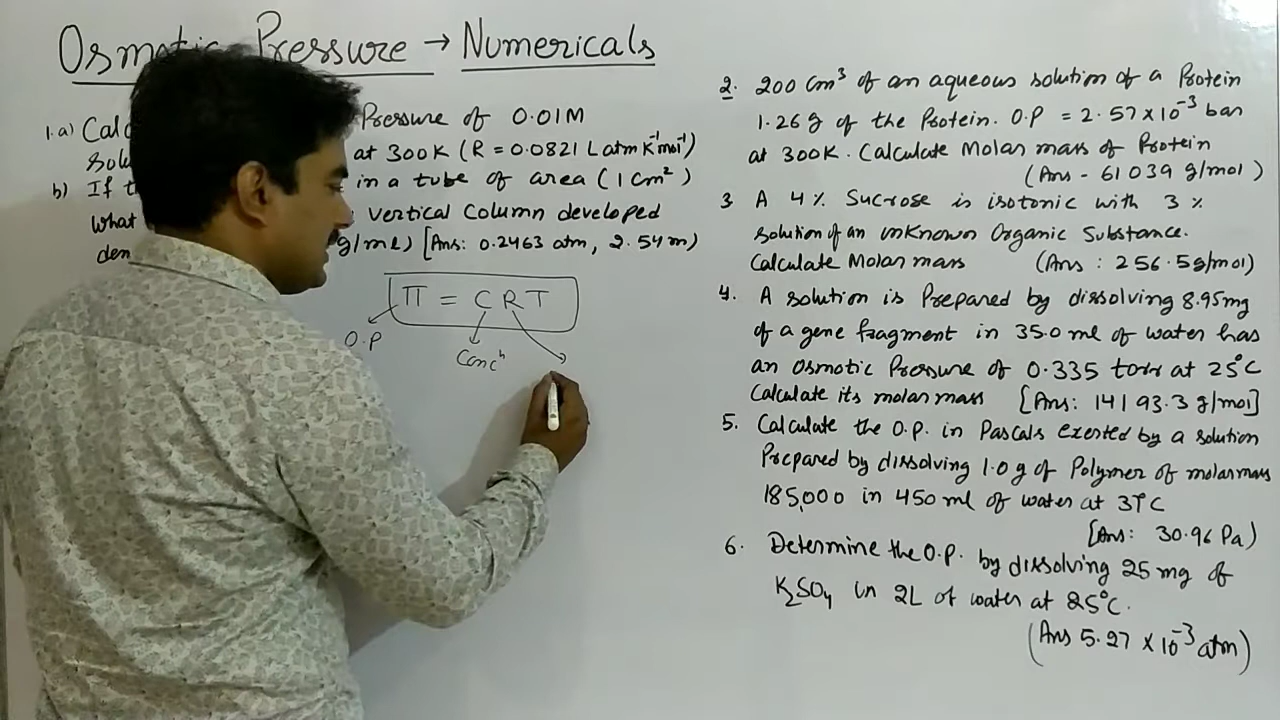 Pressure → Numericals
1. a) Pressure of 0.01M
at 300K (R = 0.0821 L atm K⁻¹ mol⁻¹)
b) If in a tube of area (1 cm²)
What vertical Column developed
g/mL) [Ans: 0.2463 atm, 2.54 m)
π = CRT
O.P
Concⁿ
2. 200 cm³ of an aqueous solution of a Protein
1.26 g of the Protein. O.P = 2.57 x 10⁻³ bar
at 300K. Calculate Molar mass of Protein
(Ans - 61039 g/mol)
3 A 4% Sucrose is isotonic with 3%
solution of an unknown Organic Substance.
Calculate Molar mass (Ans : 256.5 g/mol)
4. A solution is Prepared by dissolving 8.95mg
of a gene fragment in 35.0 ml of water has
an Osmotic Pressure of 0.335 torr at 25°C
Calculate its molar mass [Ans: 14193.3 g/mol]
5. Calculate the O.P. in Pascals exerted by a solution
Prepared by dissolving 1.0 g of Polymer of molar mass
185,000 in 450 ml of water at 37°C
[Ans: 30.96 Pa)
6. Determine the O.P. by dissolving 25 mg of
K₂SO₄ in 2L of water at 25°C.
(Ans 5.27 x 10⁻³ atm)